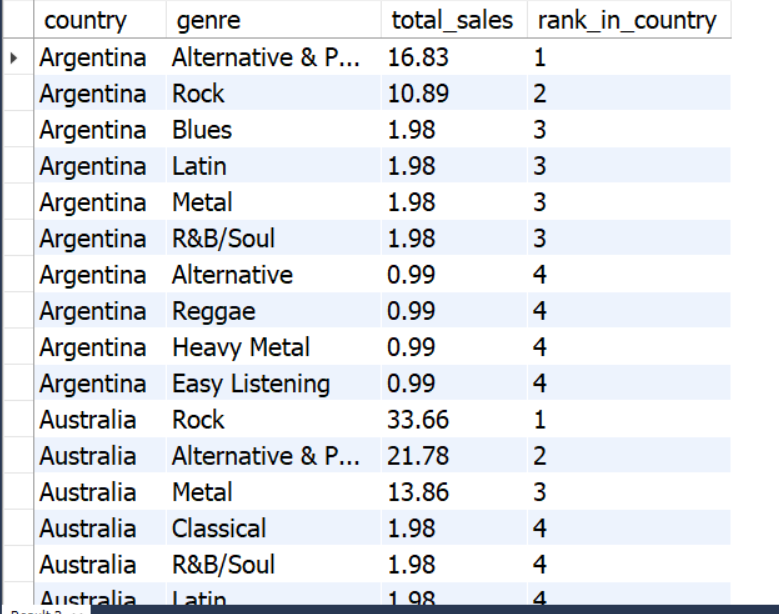 country genre total_sales rank_in_country
Argentina Alternative & P... 16.83 1
Argentina Rock 10.89 2
Argentina Blues 1.98 3
Argentina Latin 1.98 3
Argentina Metal 1.98 3
Argentina R&B/Soul 1.98 3
Argentina Alternative 0.99 4
Argentina Reggae 0.99 4
Argentina Heavy Metal 0.99 4
Argentina Easy Listening 0.99 4
Australia Rock 33.66 1
Australia Alternative & P... 21.78 2
Australia Metal 13.86 3
Australia Classical 1.98 4
Australia R&B/Soul 1.98 4
Australia Latin 1.98 4